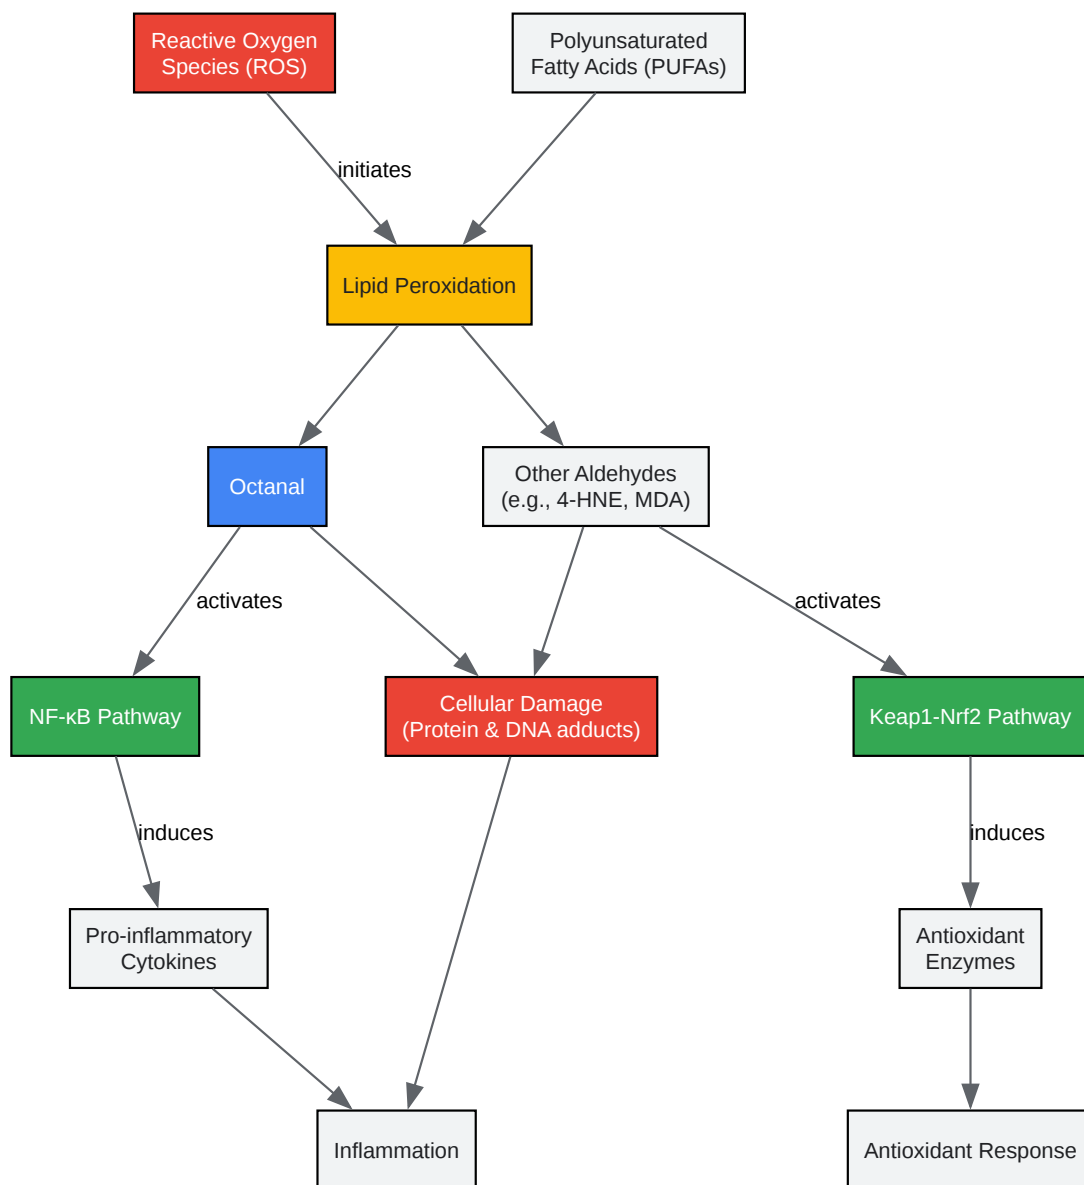 Reactive Oxygen
Species (ROS)
Polyunsaturated
Fatty Acids (PUFAs)
initiates
Lipid Peroxidation
Octanal
Other Aldehydes
(e.g., 4-HNE, MDA)
activates
activates
NF-κB Pathway
Cellular Damage
(Protein & DNA adducts)
Keap1-Nrf2 Pathway
induces
induces
Pro-inflammatory
Cytokines
Antioxidant
Enzymes
Inflammation
Antioxidant Response